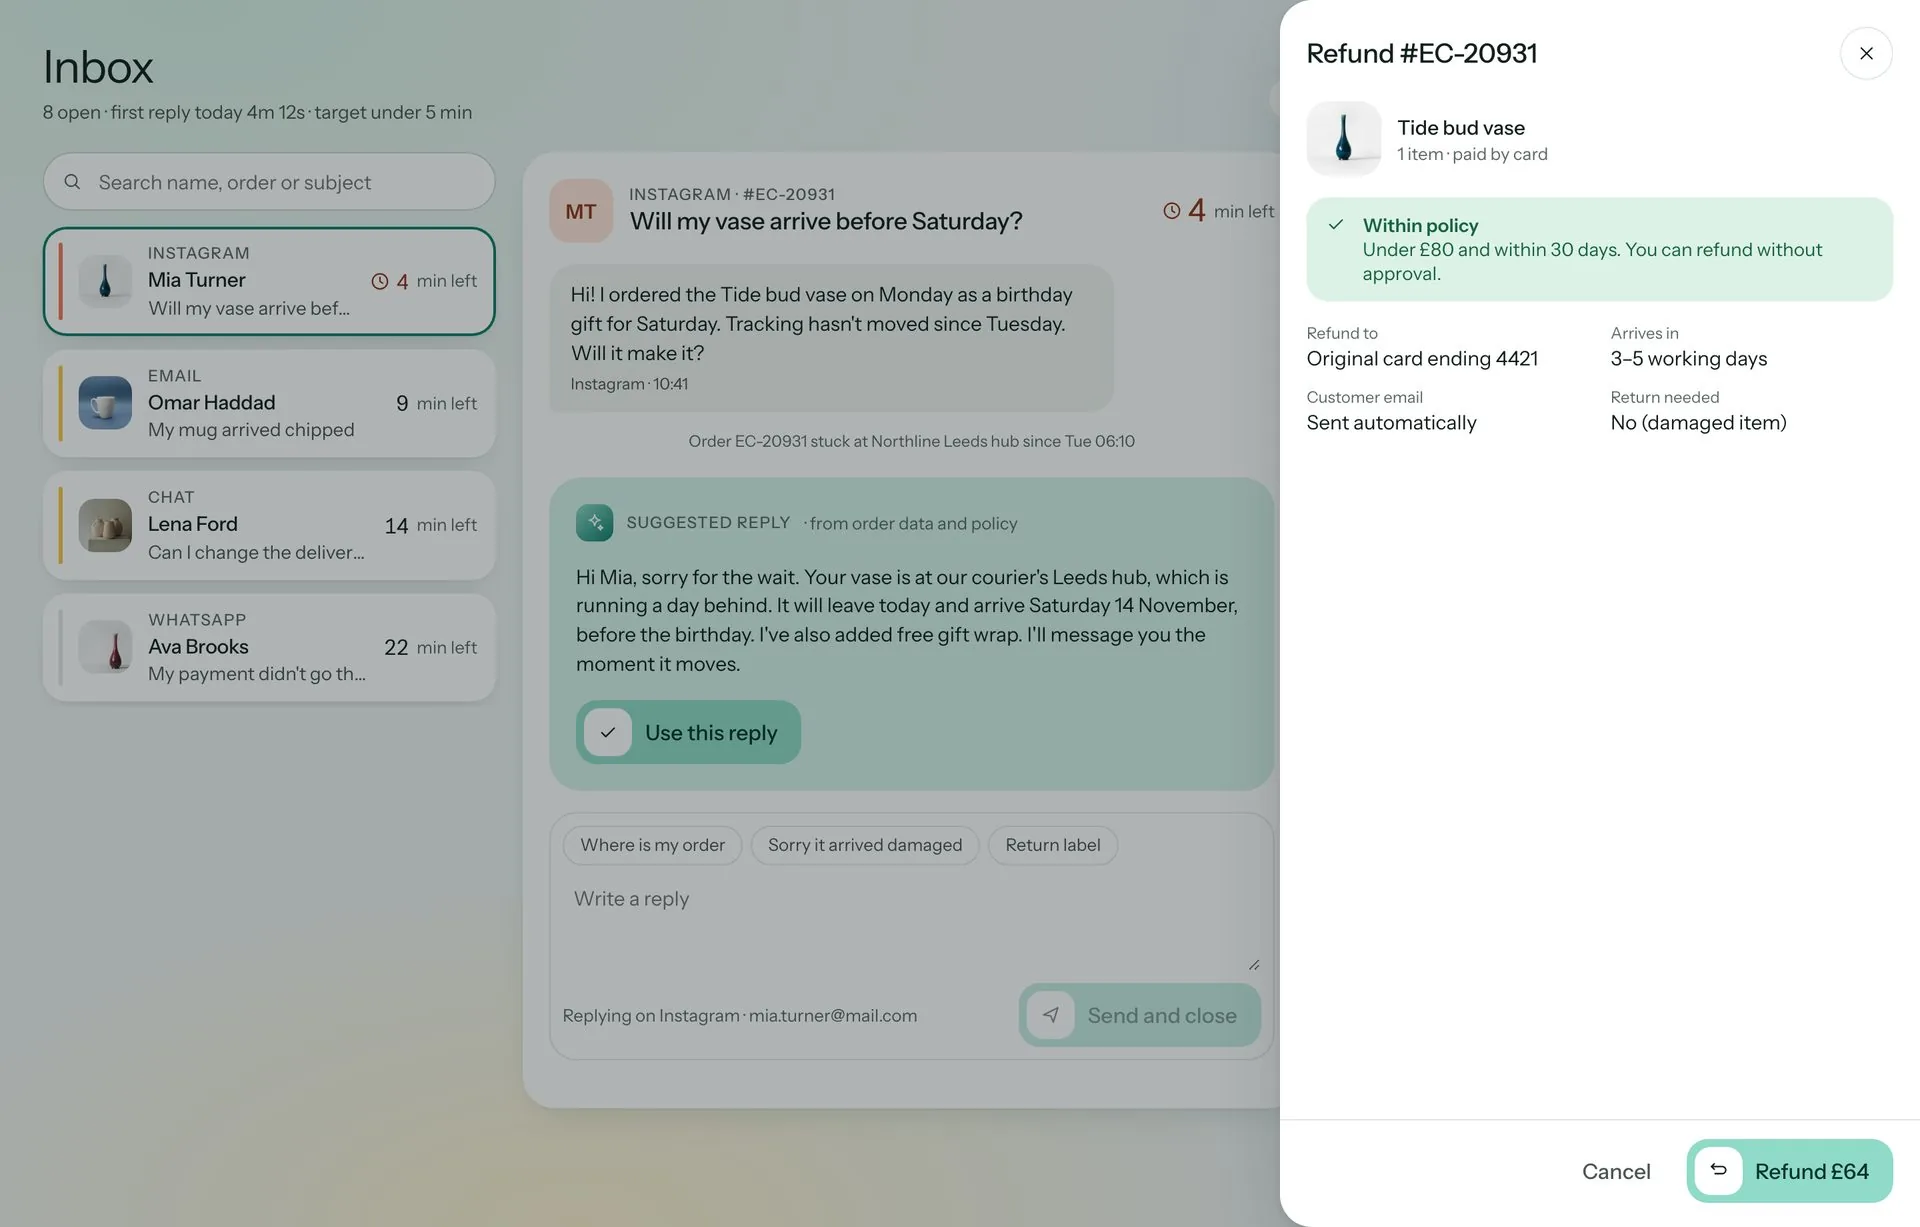 Inbox
8 open · first reply today 4m 12s · target under 5 min
Search name, order or subject
INSTAGRAM
Mia Turner
4 min left
Will my vase arrive bef...
EMAIL
Omar Haddad
9 min left
My mug arrived chipped
CHAT
Lena Ford
14 min left
Can I change the deliver...
WHATSAPP
Ava Brooks
22 min left
My payment didn't go th...
MT
INSTAGRAM · #EC-20931
Will my vase arrive before Saturday?
4 min left
Hi! I ordered the Tide bud vase on Monday as a birthday
gift for Saturday. Tracking hasn't moved since Tuesday.
Will it make it?
Instagram · 10:41
Order EC-20931 stuck at Northline Leeds hub since Tue 06:10
SUGGESTED REPLY · from order data and policy
Hi Mia, sorry for the wait. Your vase is at our courier's Leeds hub, which is
running a day behind. It will leave today and arrive Saturday 14 November,
before the birthday. I've also added free gift wrap. I'll message you the
moment it moves.
Use this reply
Where is my order
Sorry it arrived damaged
Return label
Write a reply
Replying on Instagram · mia.turner@mail.com
Send and close
Refund #EC-20931
Tide bud vase
1 item · paid by card
Within policy
Under £80 and within 30 days. You can refund without
approval.
Refund to
Original card ending 4421
Arrives in
3–5 working days
Customer email
Sent automatically
Return needed
No (damaged item)
Cancel
Refund £64